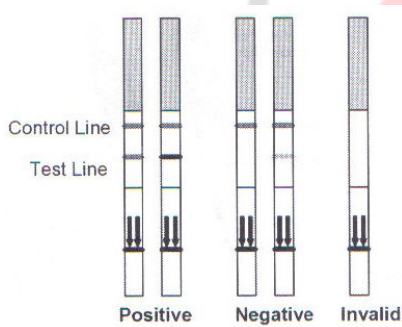 Control Line
Test Line
Positive
Negative
Invalid